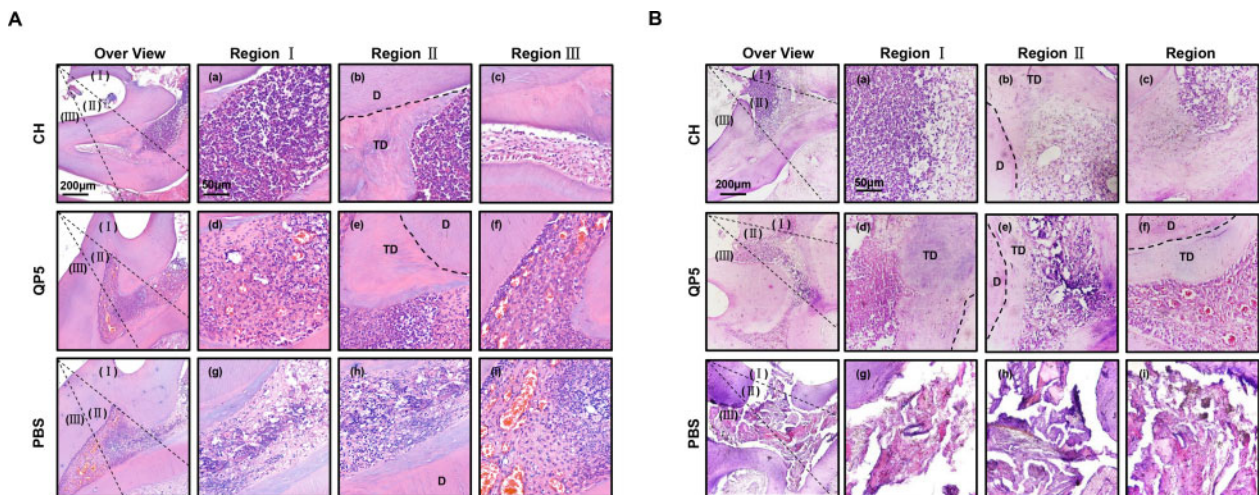 A
Over View Region Ⅰ Region Ⅱ Region Ⅲ
CH
(Ⅰ) (Ⅱ) (Ⅲ) 200μm (a) 50μm (b) D TD (c)
QP5
(Ⅰ) (Ⅱ) (Ⅲ) (d) (e) D TD (f)
PBS
(Ⅰ) (Ⅱ) (Ⅲ) (g) (h) D (i)
B
Over View Region Ⅰ Region Ⅱ Region
CH
(Ⅰ) (Ⅱ) (Ⅲ) 200μm (a) 50μm (b) TD D (c)
QP5
(Ⅰ) (Ⅱ) (Ⅲ) (d) TD (e) TD D (f) D TD
PBS
(Ⅰ) (Ⅱ) (Ⅲ) (g) (h) (i)